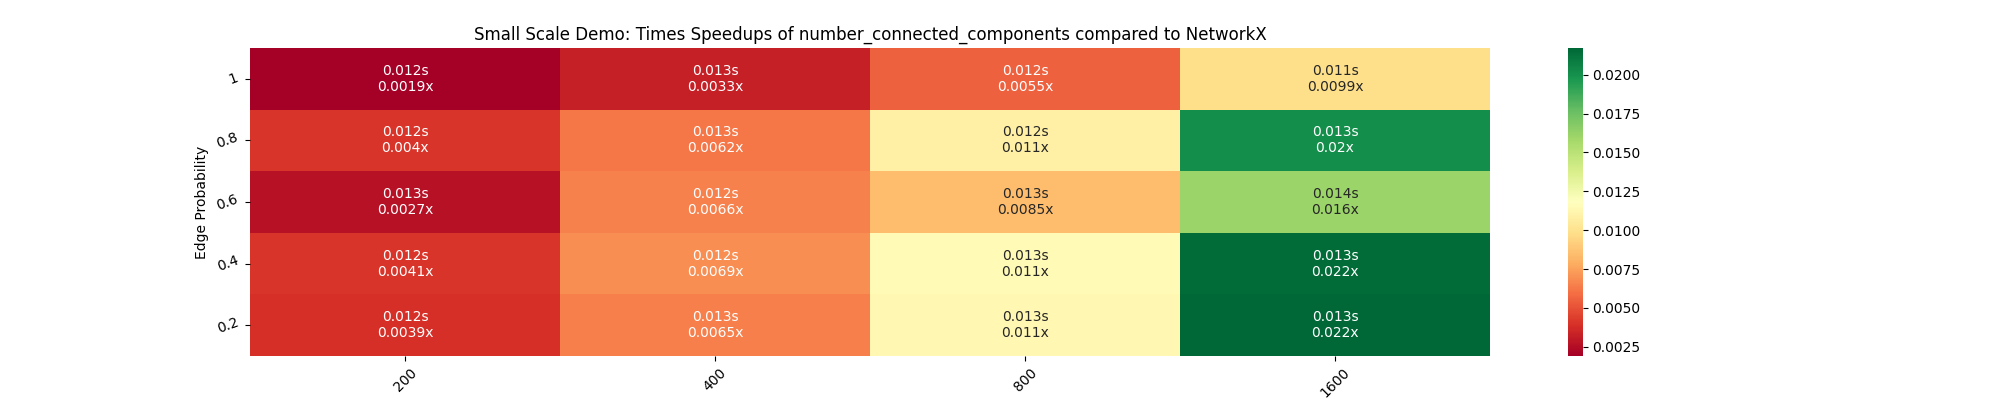 Small Scale Demo: Times Speedups of number_connected_components compared to NetworkX
Edge Probability
1
0.012s
0.0019x
0.013s
0.0033x
0.012s
0.0055x
0.011s
0.0099x
0.8
0.012s
0.004x
0.013s
0.0062x
0.012s
0.011x
0.013s
0.02x
0.6
0.013s
0.0027x
0.012s
0.0066x
0.013s
0.0085x
0.014s
0.016x
0.4
0.012s
0.0041x
0.012s
0.0069x
0.013s
0.011x
0.013s
0.022x
0.2
0.012s
0.0039x
0.013s
0.0065x
0.013s
0.011x
0.013s
0.022x
200
400
800
1600
0.0200
0.0175
0.0150
0.0125
0.0100
0.0075
0.0050
0.0025